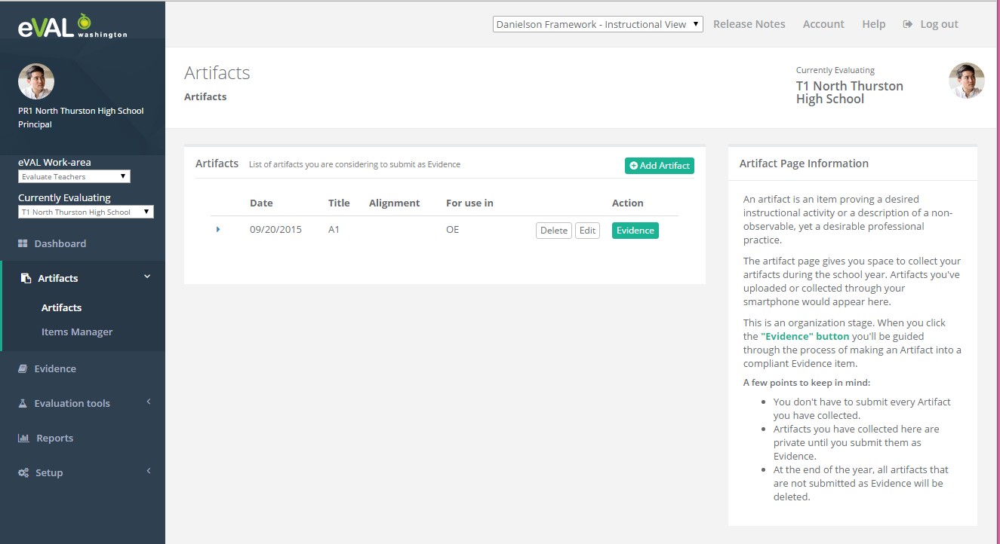 eVAL washington
Danielson Framework - Instructional View
Release Notes
Account
Help
Log out
PR1 North Thurston High School
Principal
eVAL Work-area
Evaluate Teachers
Currently Evaluating
T1 North Thurston High School
Dashboard
Artifacts
Artifacts
Items Manager
Evidence
Evaluation tools
Reports
Setup
Artifacts
Artifacts
Currently Evaluating
T1 North Thurston
High School
Artifacts List of artifacts you are considering to submit as Evidence
Add Artifact
Date Title Alignment For use in Action
09/20/2015 A1 OE Delete Edit Evidence
Artifact Page Information
An artifact is an item proving a desired
instructional activity or a description of a non-
observable, yet a desirable professional
practice.
The artifact page gives you space to collect your
artifacts during the school year. Artifacts you've
uploaded or collected through your
smartphone would appear here.
This is an organization stage. When you click
the "Evidence" button you'll be guided
through the process of making an Artifact into a
compliant Evidence item.
A few points to keep in mind:
• You don't have to submit every Artifact
you have collected.
• Artifacts you have collected here are
private until you submit them as
Evidence.
• At the end of the year, all artifacts that
are not submitted as Evidence will be
deleted.